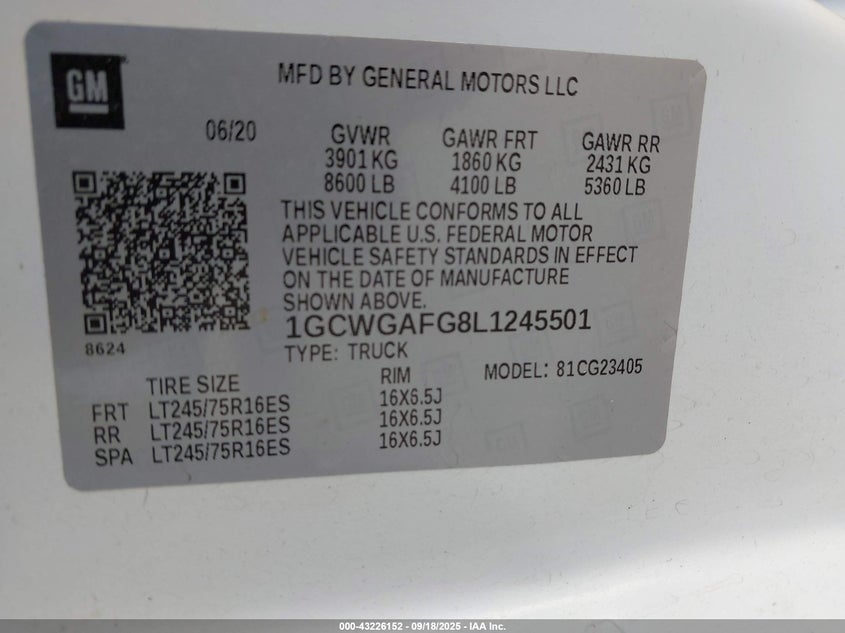 GM
MFD BY GENERAL MOTORS LLC
06/20
GVWR GAWR FRT GAWR RR
3901 KG 1860 KG 2431 KG
8600 LB 4100 LB 5360 LB
THIS VEHICLE CONFORMS TO ALL
APPLICABLE U.S. FEDERAL MOTOR
VEHICLE SAFETY STANDARDS IN EFFECT
ON THE DATE OF MANUFACTURE
SHOWN ABOVE.
1GCWGAFG8L1245501
8624
TYPE: TRUCK
MODEL: 81CG23405
TIRE SIZE RIM
FRT LT245/75R16ES 16X6.5J
RR LT245/75R16ES 16X6.5J
SPA LT245/75R16ES 16X6.5J
000-43226152 — 09/18/2025 — IAA Inc.